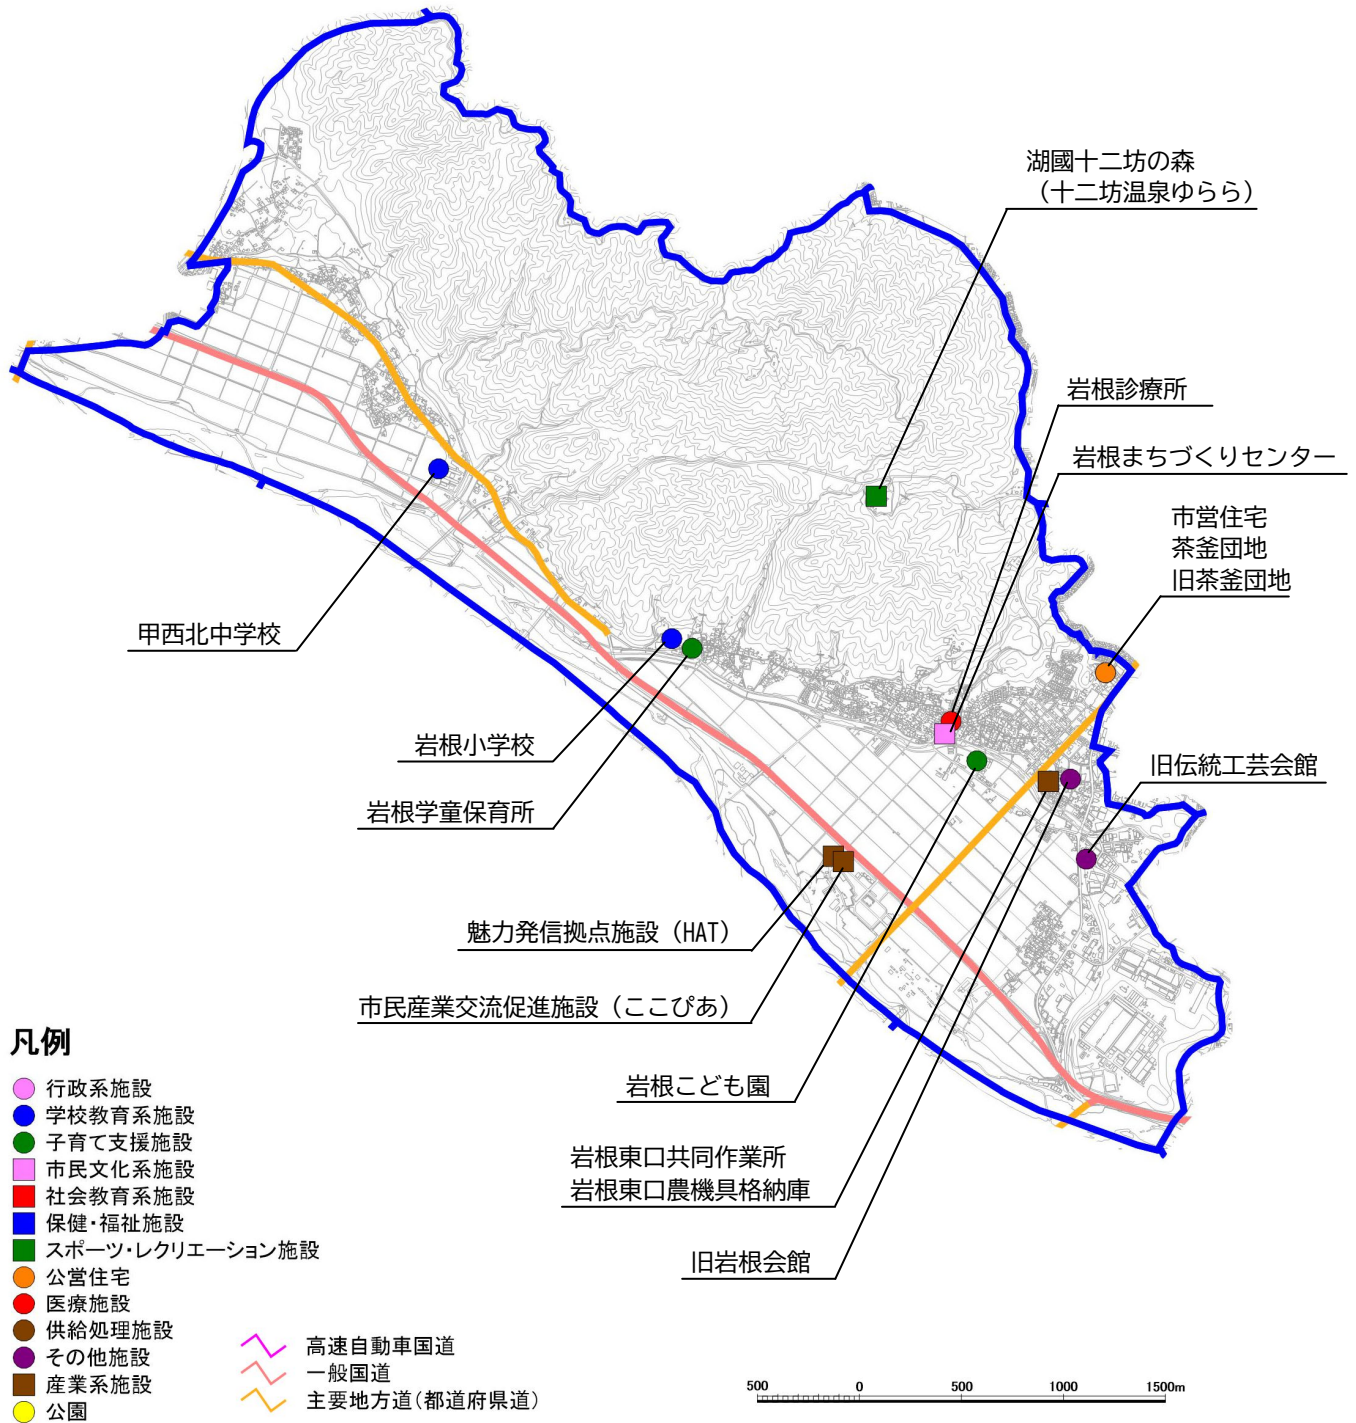 湖國十二坊の森
（十二坊温泉ゆらら）
岩根診療所
岩根まちづくりセンター
市営住宅
茶釜団地
旧茶釜団地
甲西北中学校
岩根小学校
旧伝統工芸会館
岩根学童保育所
魅力発信拠点施設（HAT）
市民産業交流促進施設（ここぴあ）
岩根こども園
岩根東口共同作業所
岩根東口農機具格納庫
旧岩根会館
凡例
行政系施設
学校教育系施設
子育て支援施設
市民文化系施設
社会教育系施設
保健・福祉施設
スポーツ・レクリエーション施設
公営住宅
医療施設
供給処理施設
その他施設
産業系施設
公園
高速自動車国道
一般国道
主要地方道(都道府県道)
500 0 500 1000 1500m